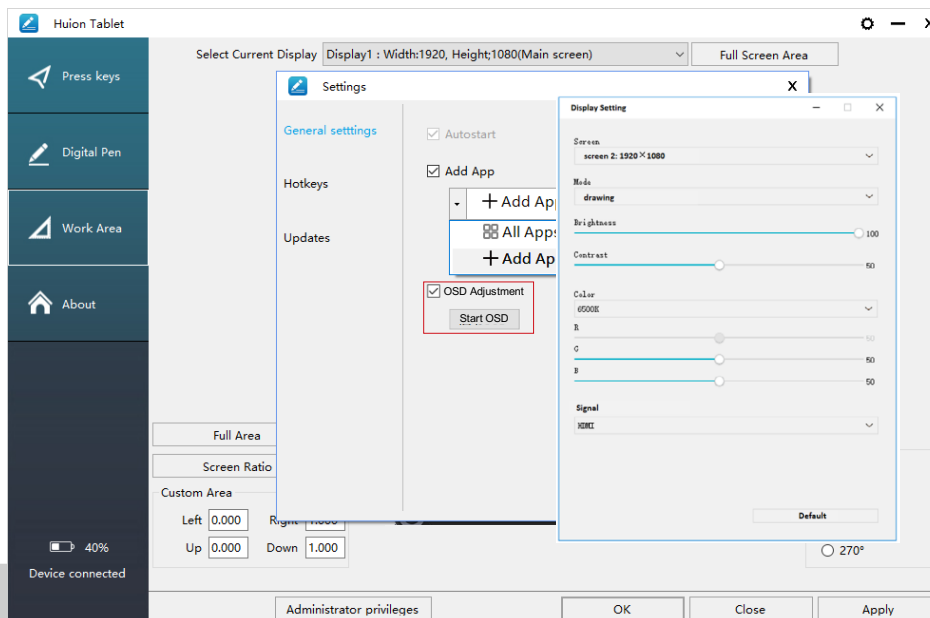 Huion Tablet
Press keys
Digital Pen
Work Area
About
40%
Device connected
Select Current Display
Display1 : Width:1920, Height;1080(Main screen)
Full Screen Area
Settings
X
General setttings
Hotkeys
Updates
Autostart
Add App
Add Ap
All Apps
Add Ap
OSD Adjustment
Start OSD
Display Setting
Screen
screen 2: 1920×1080
Mode
drawing
Brightness
100
Contrast
50
Color
6500K
R
G
50
B
50
Signal
HDMI
Default
Full Area
Screen Ratio
Custom Area
Left 0.000 Right 1.000
Up 0.000 Down 1.000
270°
Administrator privileges
OK
Close
Apply